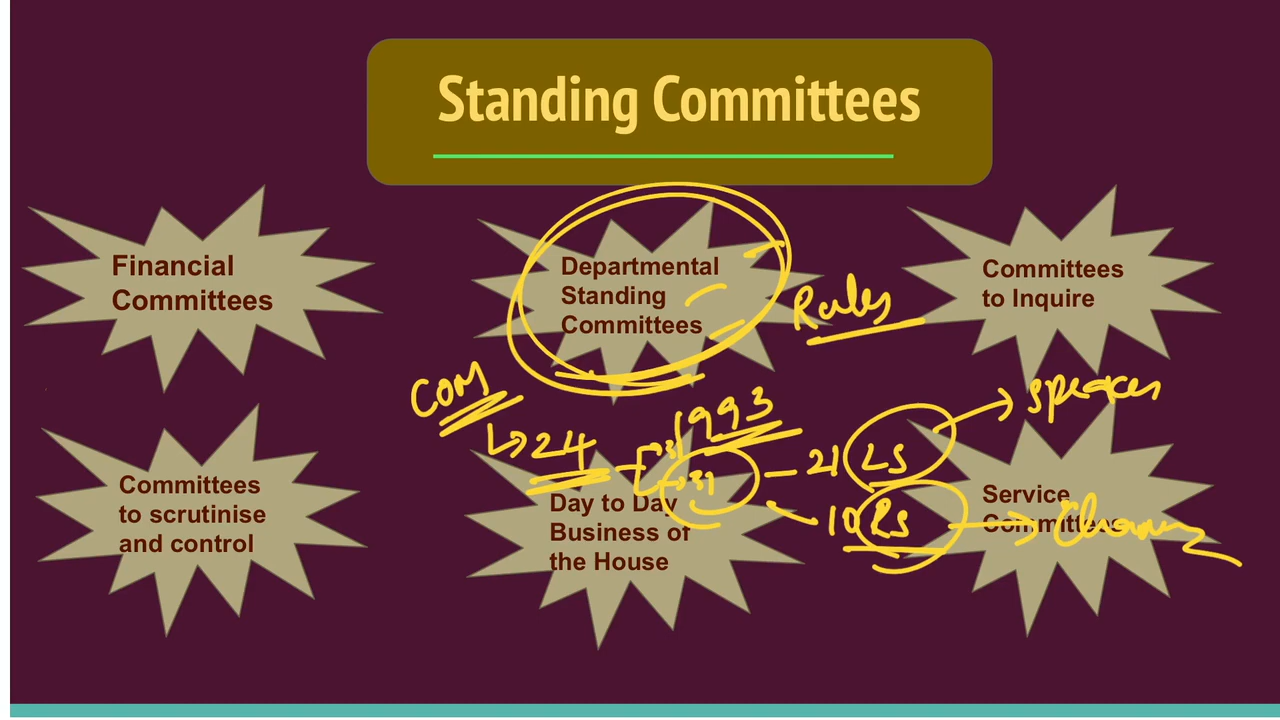 Standing Committees
Financial
Committees
Departmental
Standing
Committees
Committees
to Inquire
Rules
Com
1993
speaker
24
31
31
21 LS
10 RS
Committees
to scrutinise
and control
Day to Day
Business of
the House
Service
Committees